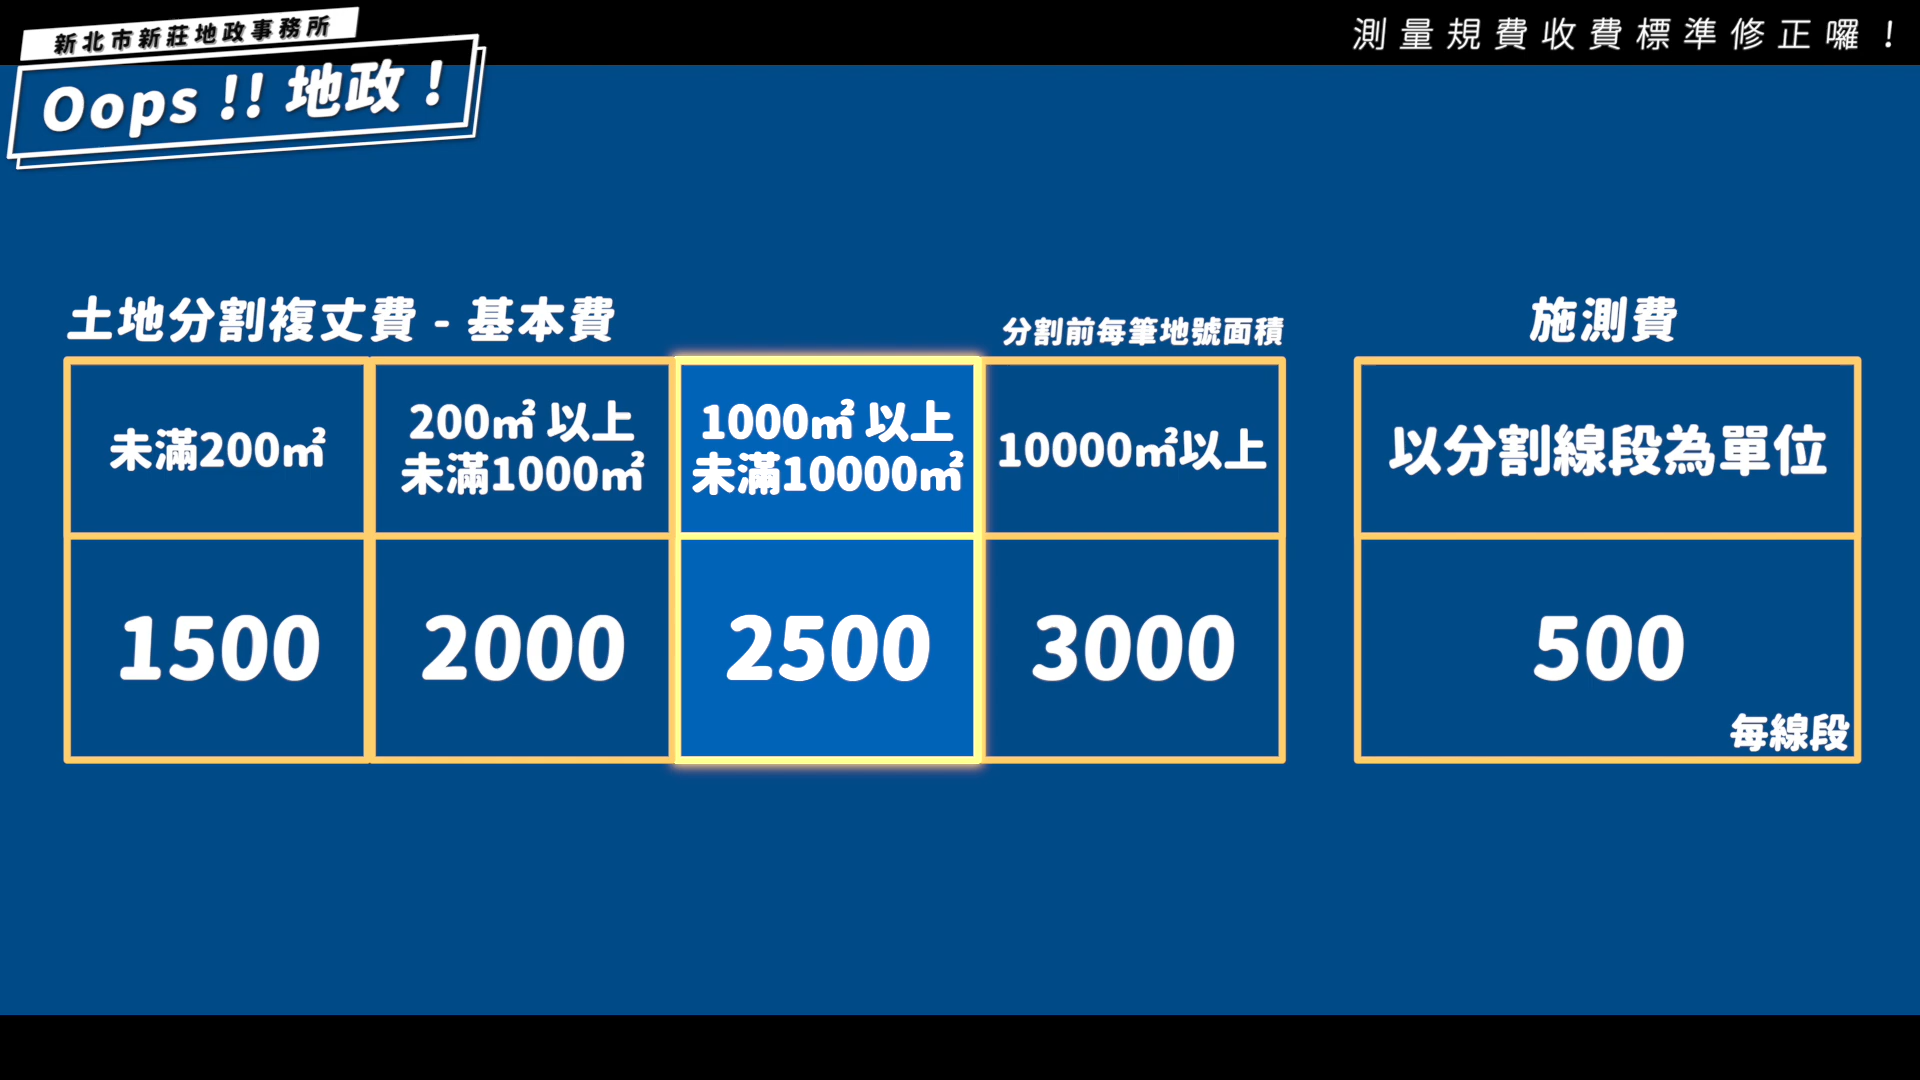 新北市新莊地政事務所
Oops !! 地政！
測量規費收費標準修正囉！
土地分割複丈費 - 基本費
分割前每筆地號面積
未滿200㎡
200㎡ 以上
未滿1000㎡
1000㎡ 以上
未滿10000㎡
10000㎡以上
1500
2000
2500
3000
施測費
以分割線段為單位
500
每線段